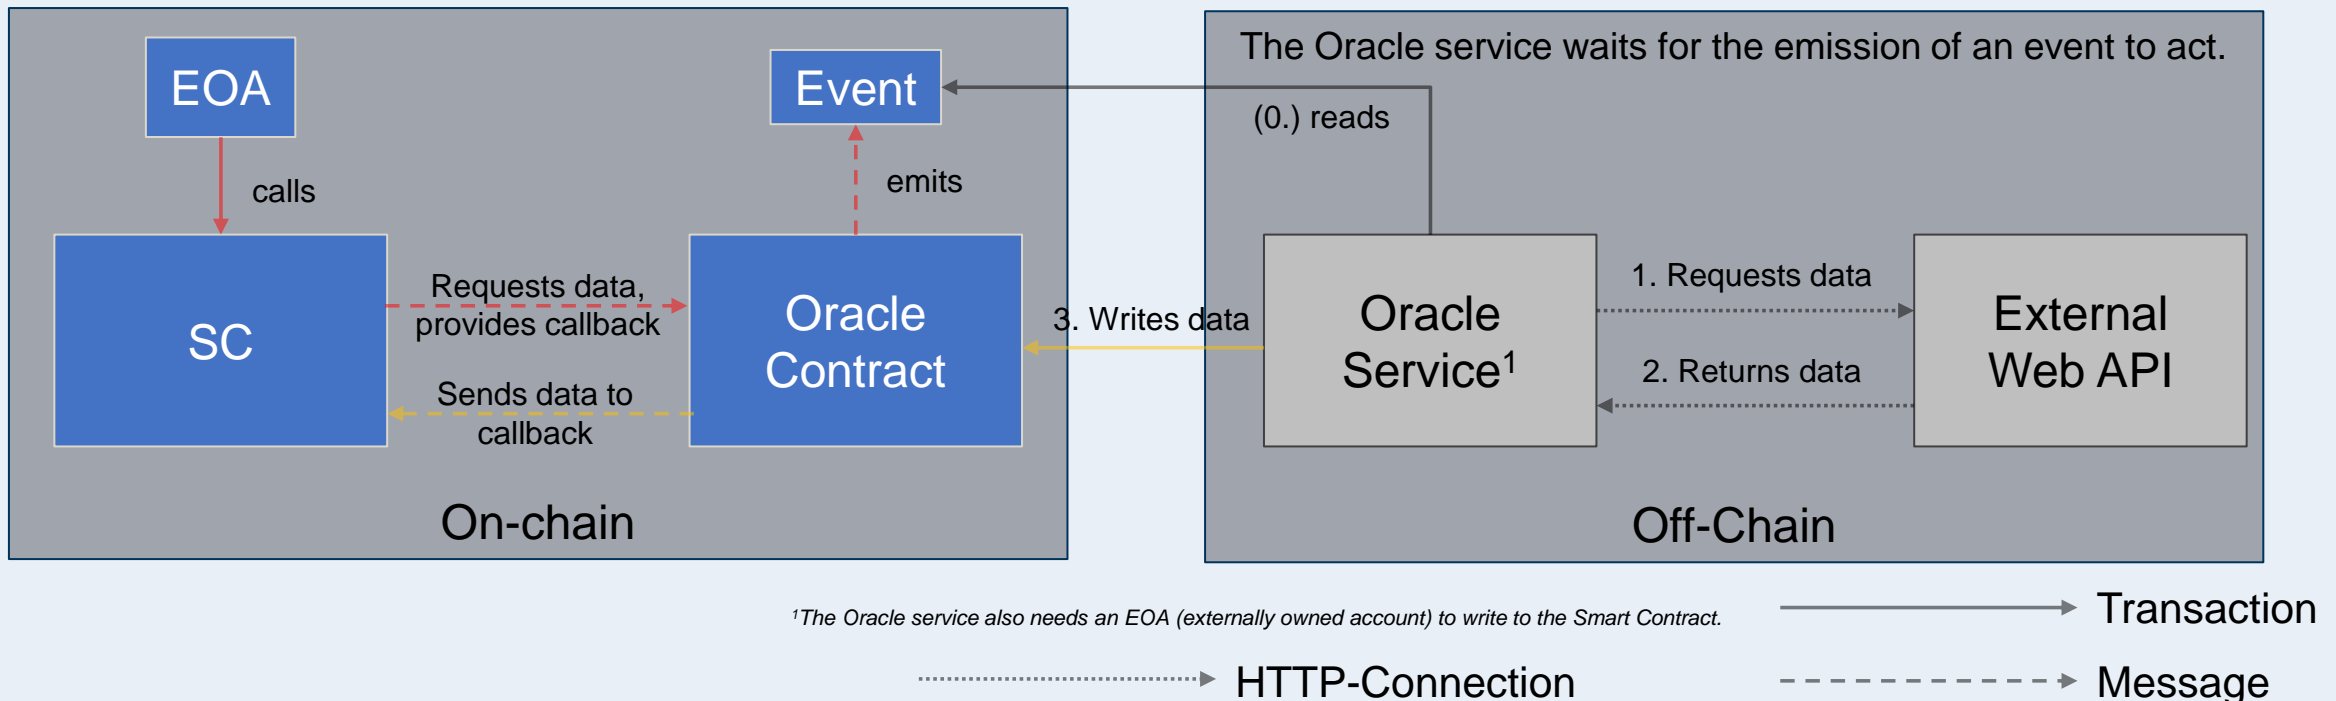 The Oracle service waits for the emission of an event to act.
EOA
Event
(0.) reads
calls
emits
SC
Requests data,
provides callback
Sends data to
callback
Oracle
Contract
3. Writes data
Oracle
Service¹
1. Requests data
2. Returns data
External
Web API
On-chain
Off-Chain
¹The Oracle service also needs an EOA (externally owned account) to write to the Smart Contract.
Transaction
HTTP-Connection
Message